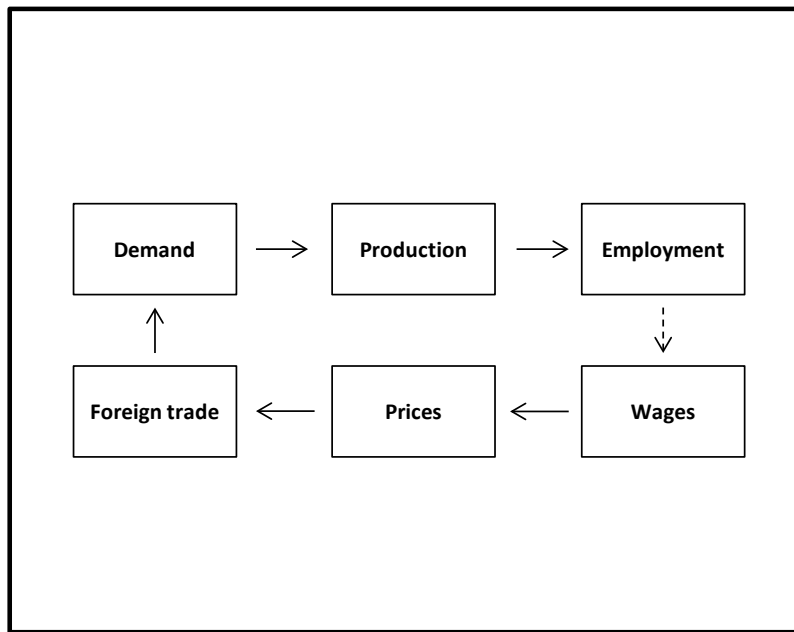 Demand
Production
Employment
Foreign trade
Prices
Wages